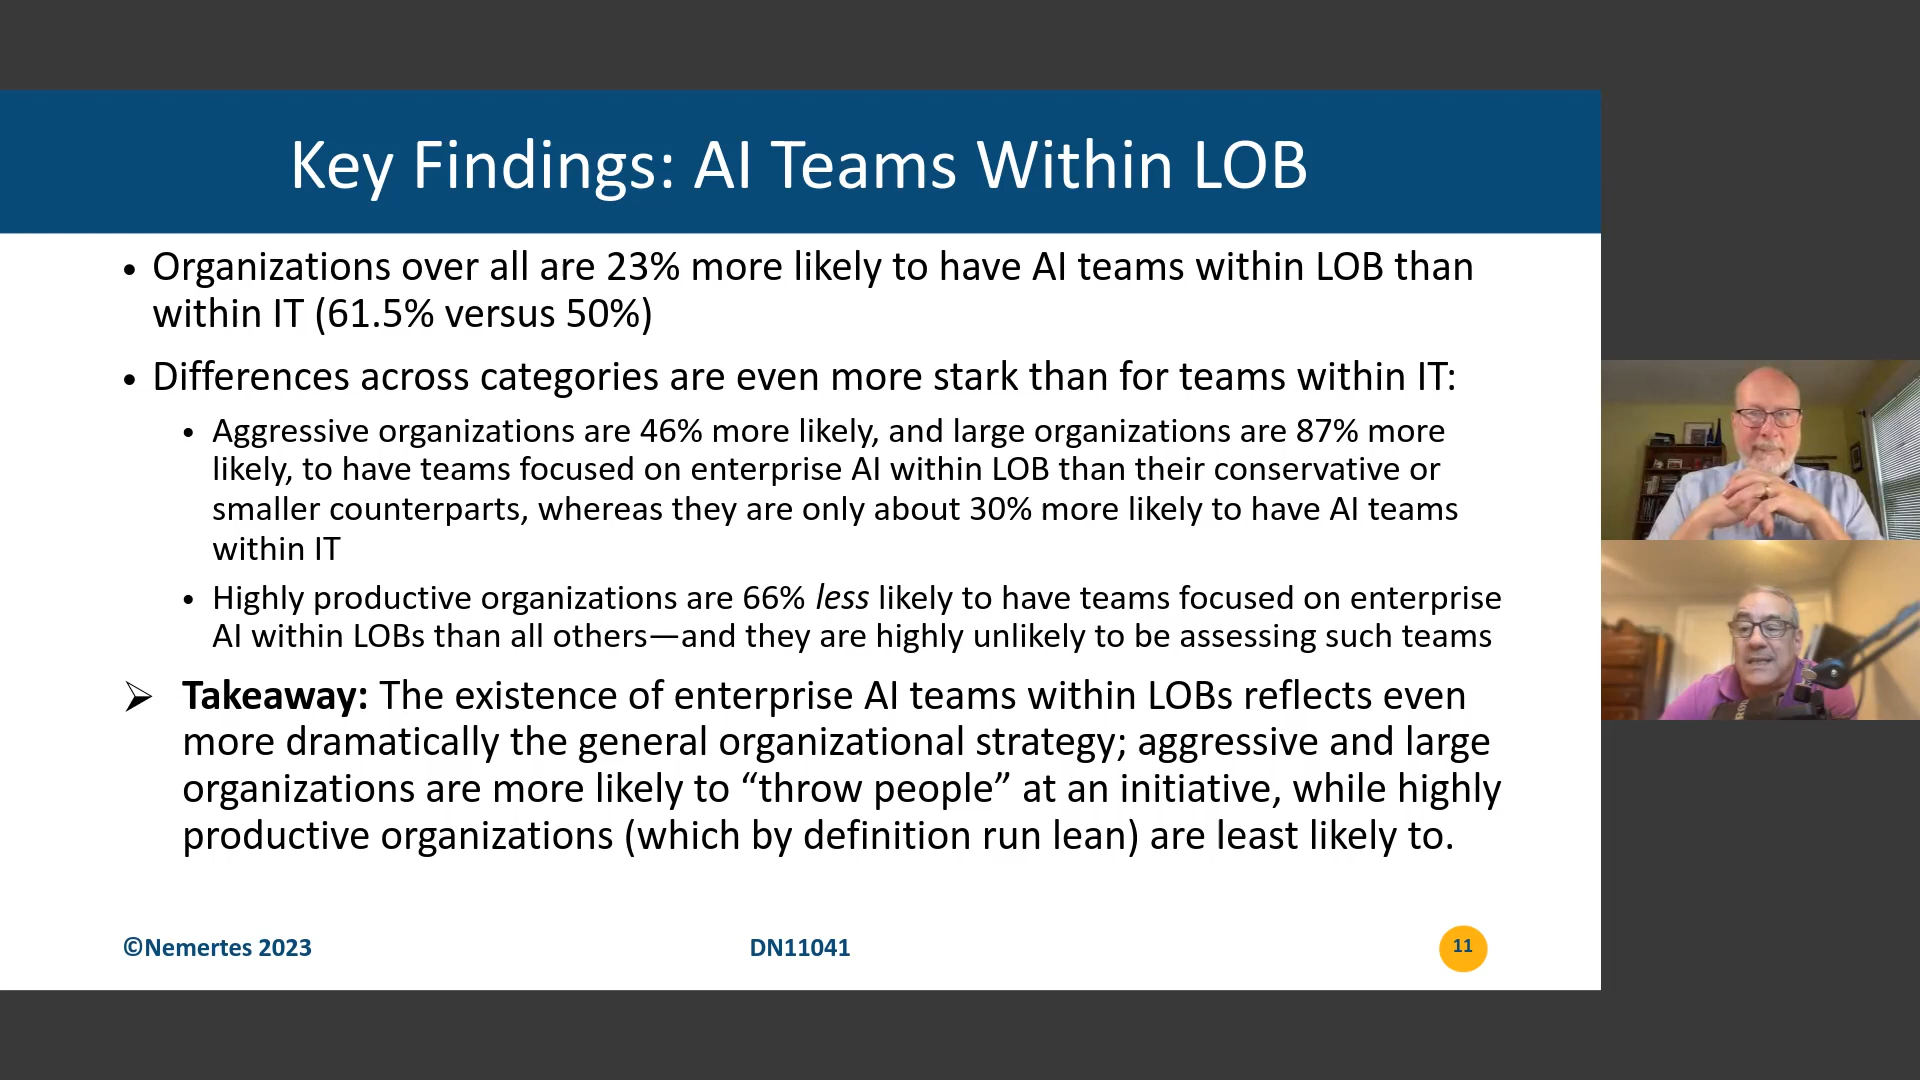 Key Findings: AI Teams Within LOB
• Organizations over all are 23% more likely to have AI teams within LOB than
within IT (61.5% versus 50%)
• Differences across categories are even more stark than for teams within IT:
• Aggressive organizations are 46% more likely, and large organizations are 87% more
likely, to have teams focused on enterprise AI within LOB than their conservative or
smaller counterparts, whereas they are only about 30% more likely to have AI teams
within IT
• Highly productive organizations are 66% less likely to have teams focused on enterprise
AI within LOBs than all others—and they are highly unlikely to be assessing such teams
➢ Takeaway: The existence of enterprise AI teams within LOBs reflects even
more dramatically the general organizational strategy; aggressive and large
organizations are more likely to “throw people” at an initiative, while highly
productive organizations (which by definition run lean) are least likely to.
©Nemertes 2023
DN11041
11